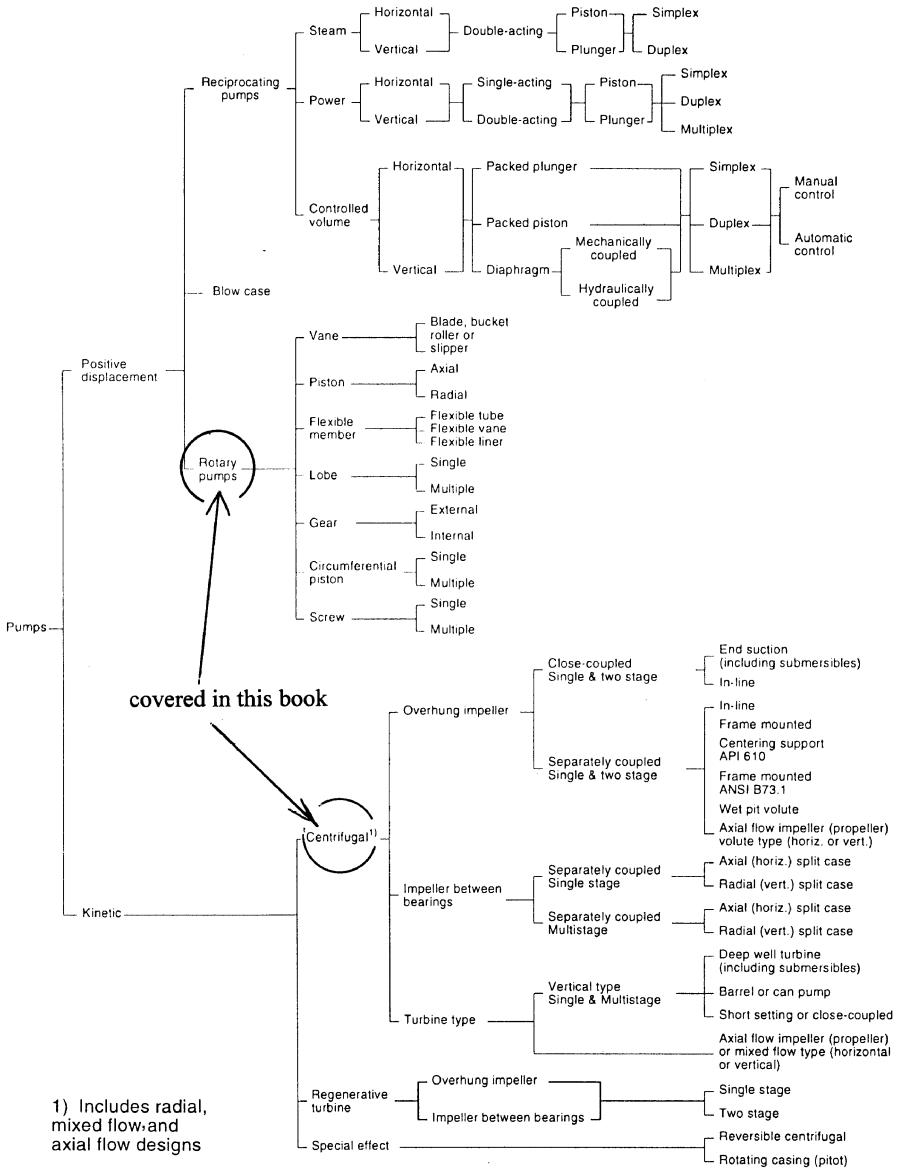 Steam
Horizontal
Vertical
Double-acting
Piston
Plunger
Simplex
Duplex
Reciprocating
pumps
Power
Horizontal
Vertical
Single-acting
Double-acting
Piston
Plunger
Simplex
Duplex
Multiplex
Controlled
volume
Horizontal
Vertical
Packed plunger
Packed piston
Diaphragm
Mechanically
coupled
Hydraulically
coupled
Simplex
Duplex
Multiplex
Manual
control
Automatic
control
Blow case
Positive
displacement
Rotary
pumps
Vane
Blade, bucket
roller or
slipper
Piston
Axial
Radial
Flexible
member
Flexible tube
Flexible vane
Flexible liner
Lobe
Single
Multiple
Gear
External
Internal
Circumferential
piston
Single
Multiple
Screw
Single
Multiple
Pumps
covered in this book
Kinetic
Centrifugal1)
Overhung impeller
Close-coupled
Single & two stage
End suction
(including submersibles)
In-line
Separately coupled
Single & two stage
In-line
Frame mounted
Centering support
API 610
Frame mounted
ANSI B73.1
Wet pit volute
Axial flow impeller (propeller)
volute type (horiz. or vert.)
Impeller between
bearings
Separately coupled
Single stage
Axial (horiz.) split case
Radial (vert.) split case
Separately coupled
Multistage
Axial (horiz.) split case
Radial (vert.) split case
Turbine type
Vertical type
Single & Multistage
Deep well turbine
(including submersibles)
Barrel or can pump
Short setting or close-coupled
Axial flow impeller (propeller)
or mixed flow type (horizontal
or vertical)
Regenerative
turbine
Overhung impeller
Impeller between bearings
Single stage
Two stage
Special effect
Reversible centrifugal
Rotating casing (pitot)
1) Includes radial,
mixed flow, and
axial flow designs